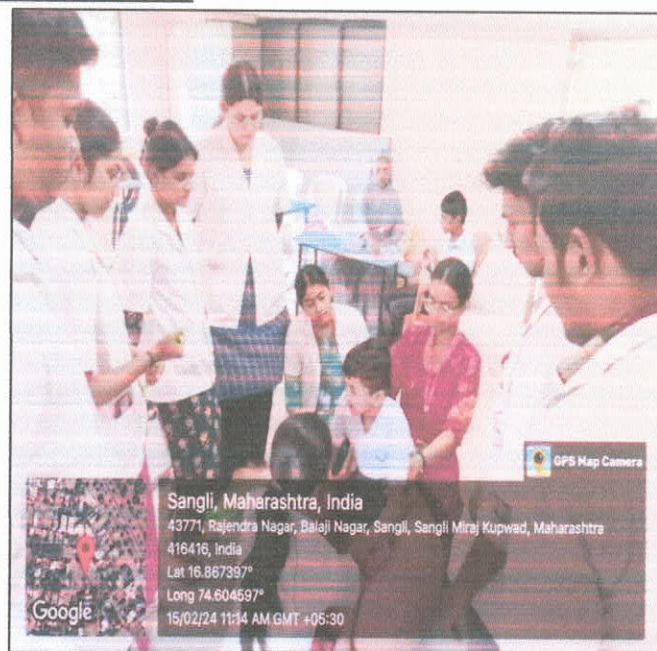 GPS Map Camera
Sangli, Maharashtra, India
43771, Rajendra Nagar, Balaji Nagar, Sangli, Sangli Miraj Kupwad, Maharashtra
416416, India
Lat 16.867397°
Long 74.604597°
15/02/24 11:14 AM GMT +05:30
Google